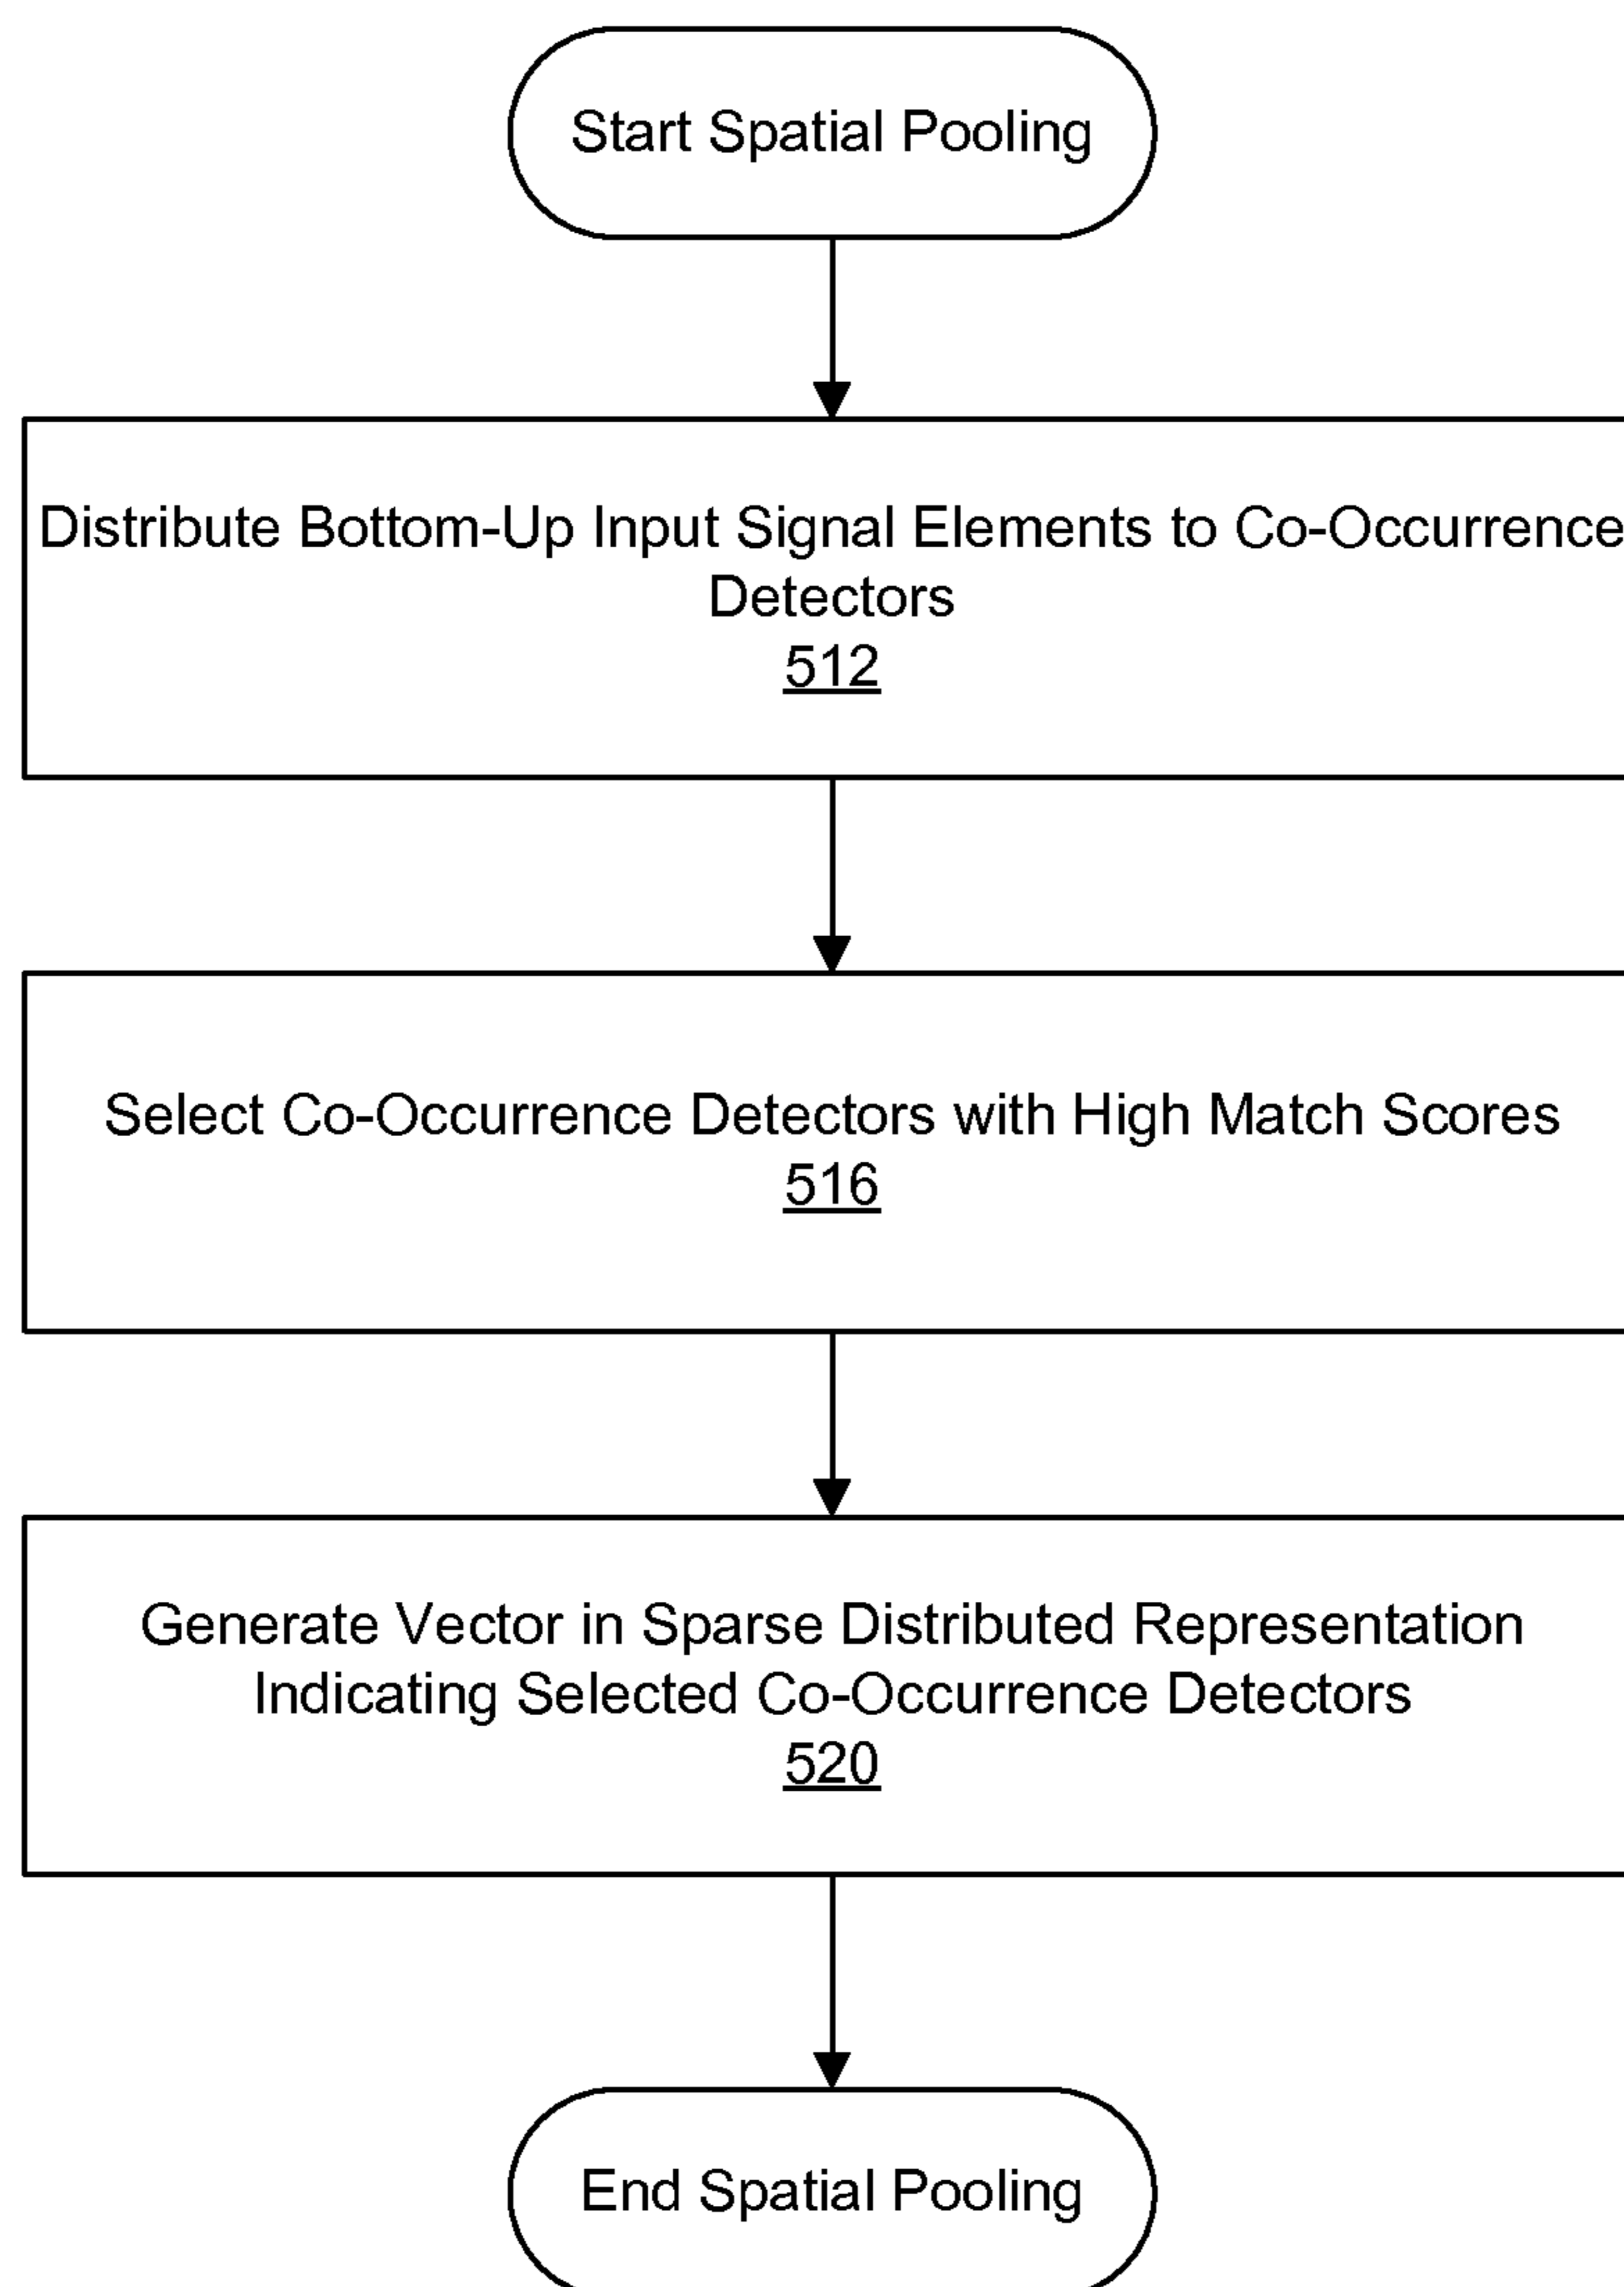 Start Spatial Pooling
Distribute Bottom-Up Input Signal Elements to Co-Occurrence
Detectors
512
Select Co-Occurrence Detectors with High Match Scores
516
Generate Vector in Sparse Distributed Representation
Indicating Selected Co-Occurrence Detectors
520
End Spatial Pooling